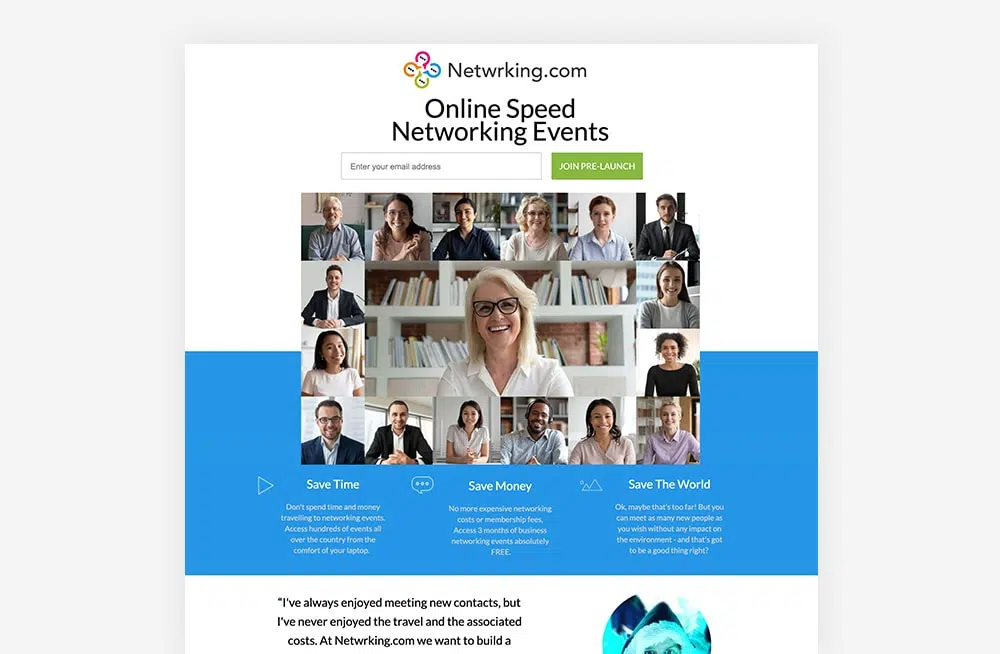 Netwrking.com
Online Speed
Networking Events
Enter your email address
JOIN PRE-LAUNCH
Save Time
Don't spend time and money
travelling to networking events.
Access hundreds of events all
over the country from the
comfort of your laptop.
Save Money
No more expensive networking
costs or membership fees,
Access 3 months of business
networking events absolutely
FREE.
Save The World
Ok, maybe that's too far! But you
can meet as many new people as
you wish without any impact on
the environment - and that's got
to be a good thing right?
“I've always enjoyed meeting new contacts, but
I've never enjoyed the travel and the associated
costs. At Netwrking.com we want to build a